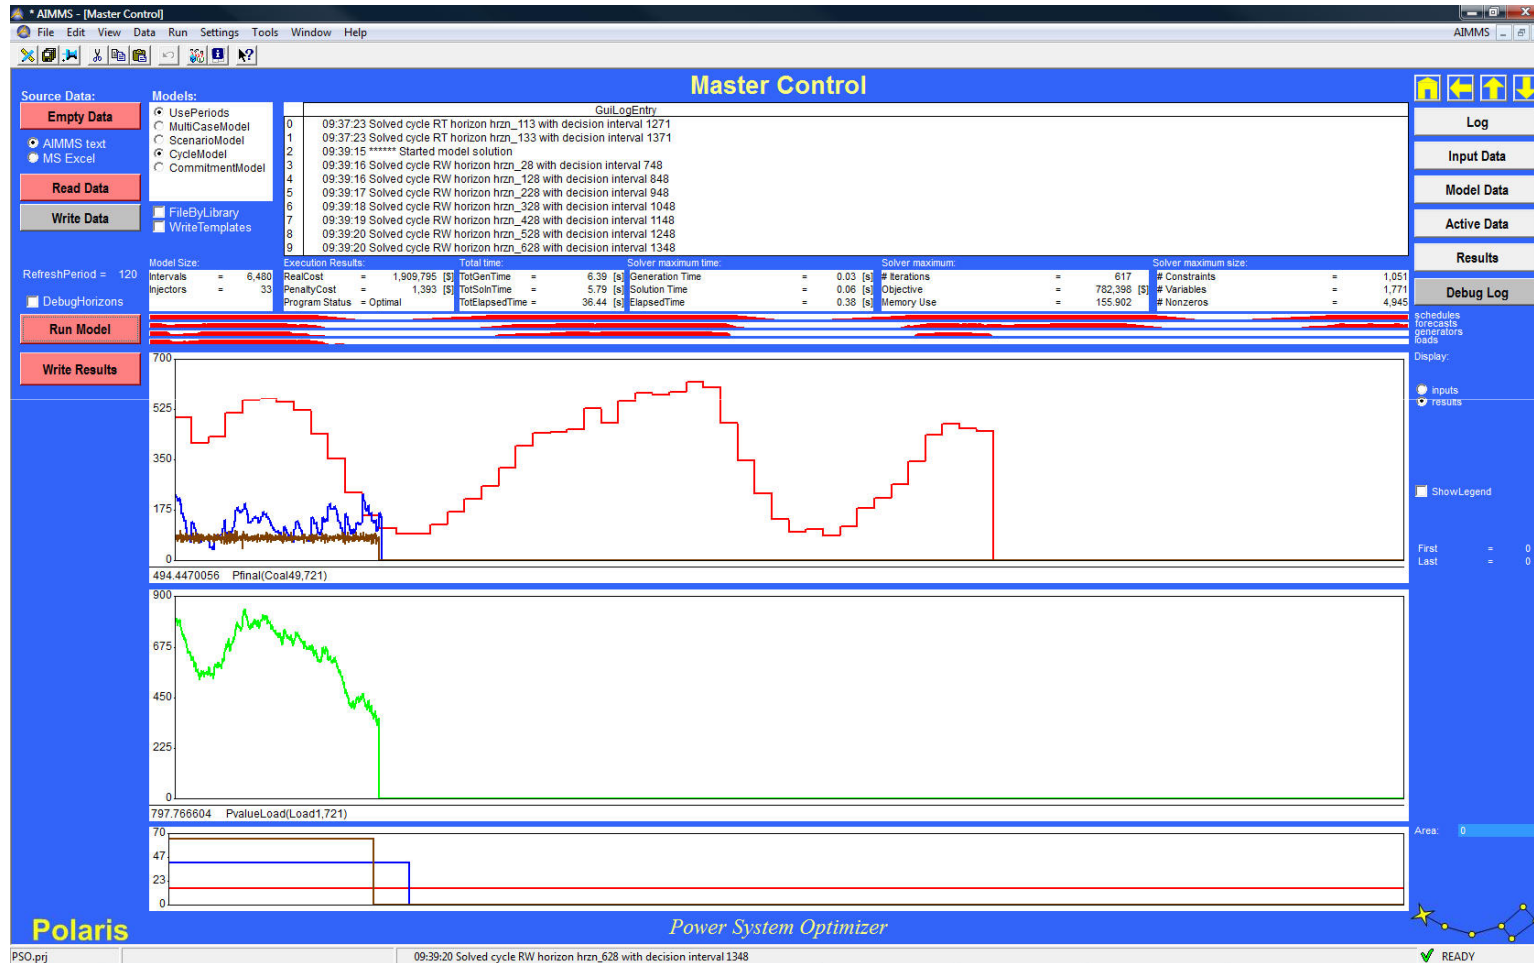 * AIMMS - [Master Control]
File Edit View Data Run Settings Tools Window Help
AIMMS
Master Control
Source Data:
Empty Data
AIMMS text
MS Excel
Read Data
Write Data
RefreshPeriod = 120
DebugHorizons
Run Model
Write Results
Models:
UsePeriods
MultiCaseModel
ScenarioModel
CycleModel
CommitmentModel
FileByLibrary
WriteTemplates
GuiLogEntry
0 09:37:23 Solved cycle RT horizon hrzn_113 with decision interval 1271
1 09:37:23 Solved cycle RT horizon hrzn_133 with decision interval 1371
2 09:39:15 ****** Started model solution
3 09:39:16 Solved cycle RW horizon hrzn_28 with decision interval 748
4 09:39:16 Solved cycle RW horizon hrzn_128 with decision interval 848
5 09:39:17 Solved cycle RW horizon hrzn_228 with decision interval 948
6 09:39:18 Solved cycle RW horizon hrzn_328 with decision interval 1048
7 09:39:19 Solved cycle RW horizon hrzn_428 with decision interval 1148
8 09:39:20 Solved cycle RW horizon hrzn_528 with decision interval 1248
9 09:39:20 Solved cycle RW horizon hrzn_628 with decision interval 1348
Model Size:
Intervals = 6,480
Injectors = 33
Execution Results:
RealCost = 1,909,795 [$]
PenaltyCost = 1,393 [$]
Program Status = Optimal
Total time:
TotGenTime = 6.39 [s]
TotSolnTime = 5.79 [s]
TotElapsedTime = 36.44 [s]
Solver maximum time:
Generation Time = 0.03 [s]
Solution Time = 0.06 [s]
ElapsedTime = 0.38 [s]
Solver maximum:
# Iterations = 617
Objective = 782,398 [$]
Memory Use = 155.902
Solver maximum size:
# Constraints = 1,051
# Variables = 1,771
# Nonzeros = 4,945
Log
Input Data
Model Data
Active Data
Results
Debug Log
schedules
forecasts
generators
loads
Display:
inputs
results
ShowLegend
First = 0
Last = 0
700
525
350
175
0
494.4470056 Pfinal(Coal49,721)
900
675
450
225
0
797.766604 PvalueLoad(Load1,721)
70
47
23
0
Area: 0
Polaris
Power System Optimizer
PSO.prj
09:39:20 Solved cycle RW horizon hrzn_628 with decision interval 1348
READY